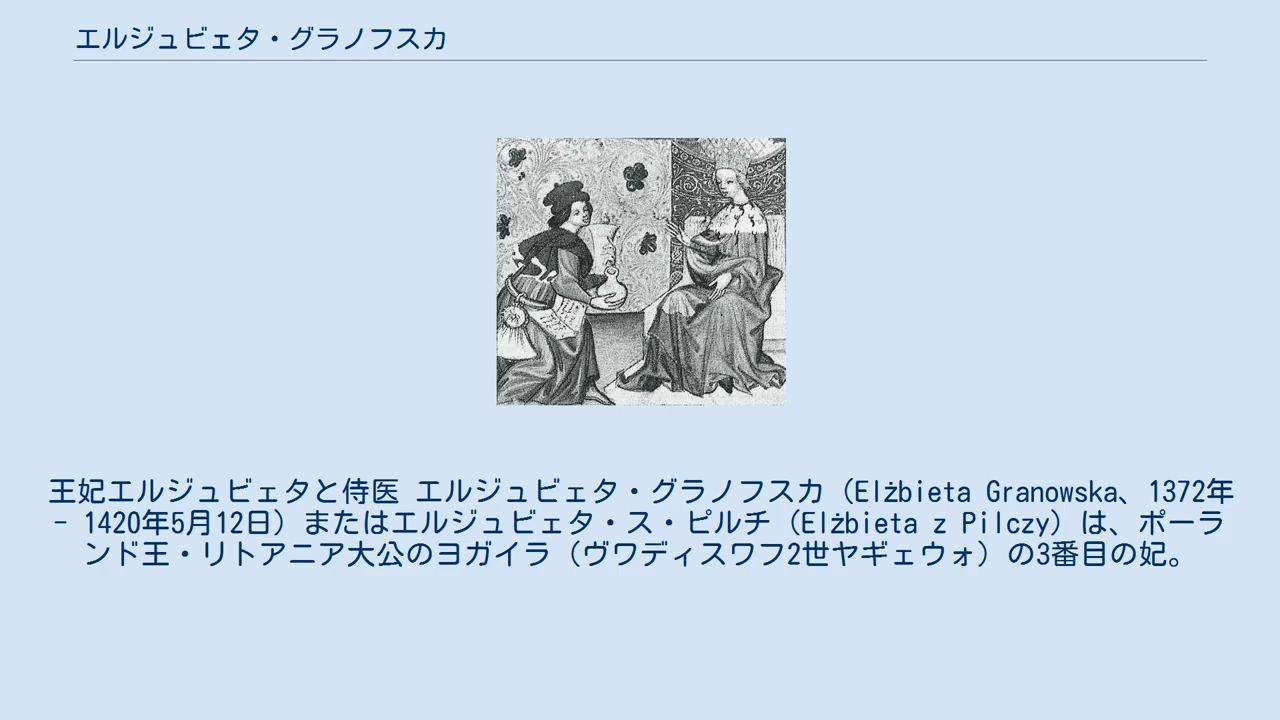 エルジュビェタ・グラノフスカ
王妃エルジュビェタと侍医 エルジュビェタ・グラノフスカ（Elżbieta Granowska、1372年
- 1420年5月12日）またはエルジュビェタ・ス・ピルチ（Elżbieta z Pilczy）は、ポーラ
ンド王・リトアニア大公のヨガイラ（ヴワディスワフ2世ヤギェウォ）の3番目の妃。